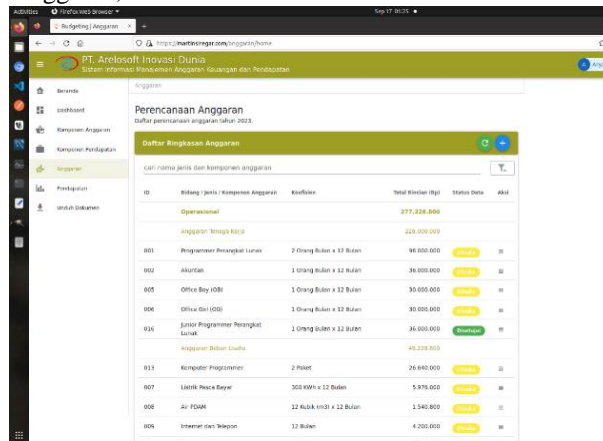 Activities Firefox Web Browser Sep 17 01:25
Budgeting | Anggaran
https://martinsiregar.com/anggaran/home
PT. Arelosoft Inovasi Dunia
Sistem Informasi Manajemen Anggaran Keuangan dan Pendapatan
Beranda
Dashboard
Komponen Anggaran
Komponen Pendapatan
Anggaran
Pendapatan
Unduh Dokumen
Anggaran
Perencanaan Anggaran
Daftar perencanaan anggaran tahun 2023.
Daftar Ringkasan Anggaran
cari nama jenis dan komponen anggaran
ID Bidang / Jenis / Komponen Anggaran Koefisien Total Rincian (Rp) Status Data Aksi
Operasional 277.228.800
Anggaran Tenaga Kerja 228.000.000
001 Programmer Perangkat Lunak 2 Orang Bulan x 12 Bulan 96.000.000
002 Akuntan 1 Orang Bulan x 12 Bulan 36.000.000
005 Office Boy (OB) 1 Orang Bulan x 12 Bulan 30.000.000
006 Office Girl (OG) 1 Orang Bulan x 12 Bulan 30.000.000
016 Junior Programmer Perangkat Lunak 1 Orang Bulan x 12 Bulan 36.000.000 Disetujui
Anggaran Beban Usaha 49.228.800
013 Komputer Programmer 2 Paket 26.640.000
007 Listrik Pasca Bayar 300 KWh x 12 Bulan 5.976.000
008 Air PDAM 12 Kubik (m3) x 12 Bulan 1.540.800
009 Internet dan Telepon 12 Bulan 4.200.000